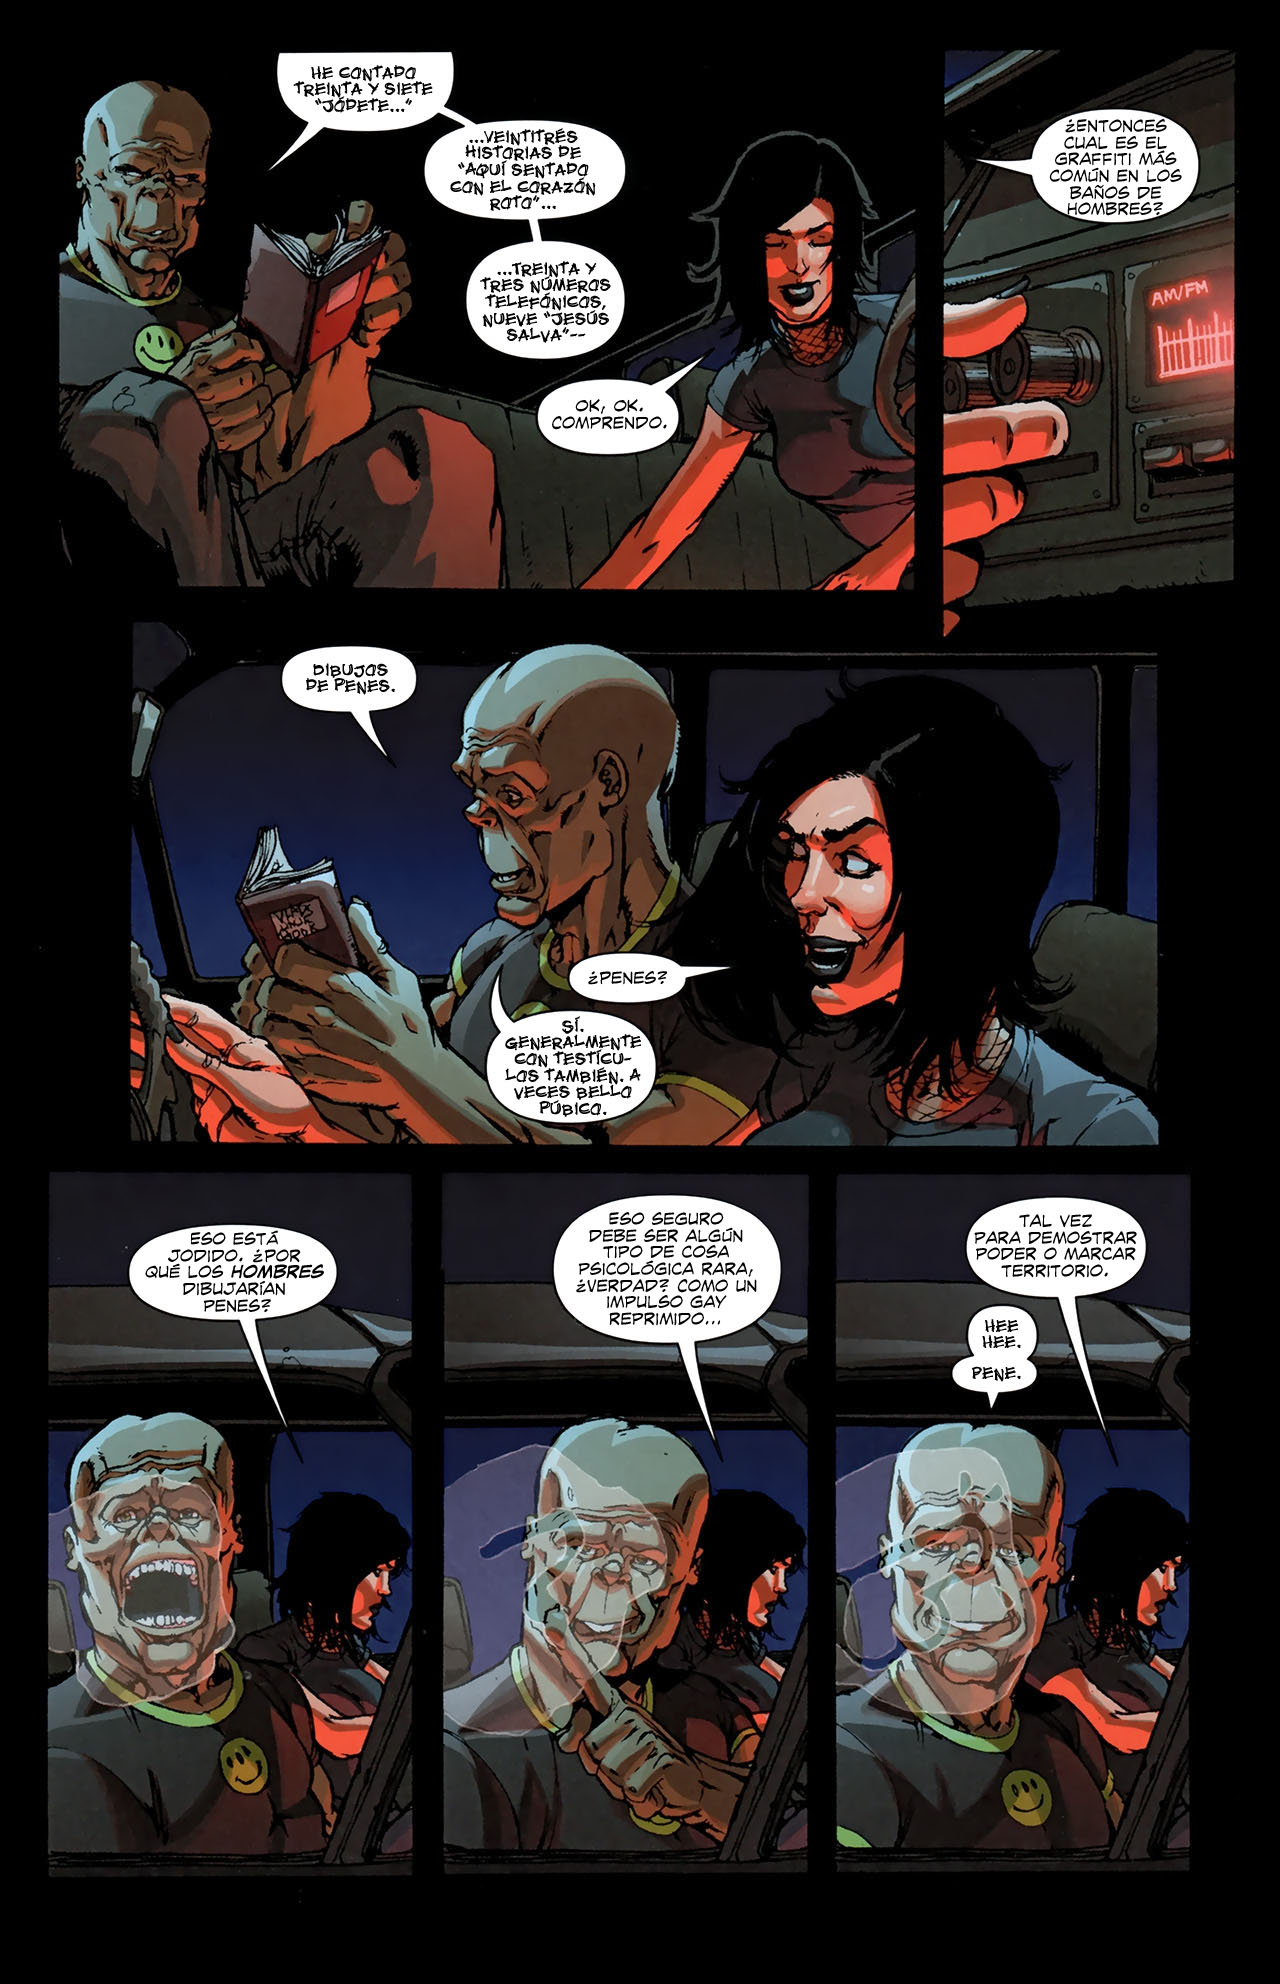 HE CONTADO
TREINTA Y SIETE
"JÓDETE..."
...VEINTITRÉS
HISTORIAS DE
"AQUÍ SENTADO
CON EL CORAZÓN
ROTO"...
...TREINTA Y
TRES NÚMEROS
TELEFÓNICOS,
NUEVE "JESÚS
SALVA"--
OK, OK.
COMPRENDO.
¿ENTONCES
CUAL ES EL
GRAFFITI MÁS
COMÚN EN LOS
BAÑOS DE
HOMBRES?
AM/FM
DIBUJOS
DE PENES.
¿PENES?
SÍ.
GENERALMENTE
CON TESTÍCU-
LOS TAMBIÉN. A
VECES BELLO
PÚBICO.
ESO ESTÁ
JODIDO. ¿POR
QUÉ LOS HOMBRES
DIBUJARÍAN
PENES?
ESO SEGURO
DEBE SER ALGÚN
TIPO DE COSA
PSICOLÓGICA RARA,
¿VERDAD? COMO UN
IMPULSO GAY
REPRIMIDO...
TAL VEZ
PARA DEMOSTRAR
PODER O MARCAR
TERRITORIO.
HEE
HEE.
PENE.